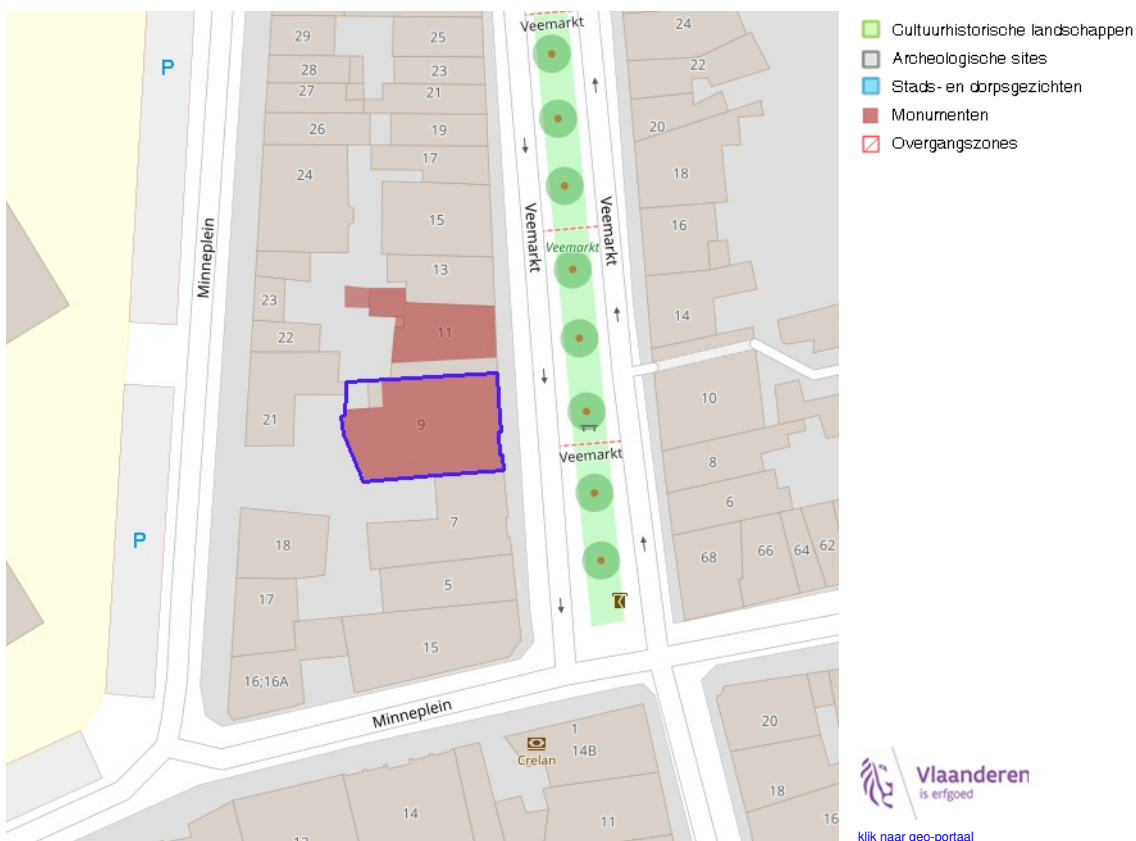 Veemarkt
24
29
25
28
23
22
27
21
26
19
20
17
24
18
15
16
Minneplein
Veemarkt
Veemarkt
Veemarkt
P
13
23
14
22
11
21
9
10
Veemarkt
8
6
7
P
18
68
66
64
62
5
17
15
16;16A
Minneplein
1
14B
Crelan
20
14
18
11
16
13
Cultuurhistorische landschappen
Archeologische sites
Stads- en dorpsgezichten
Monumenten
Overgangszones
Vlaanderen
is erfgoed
klik naar geo-portaal